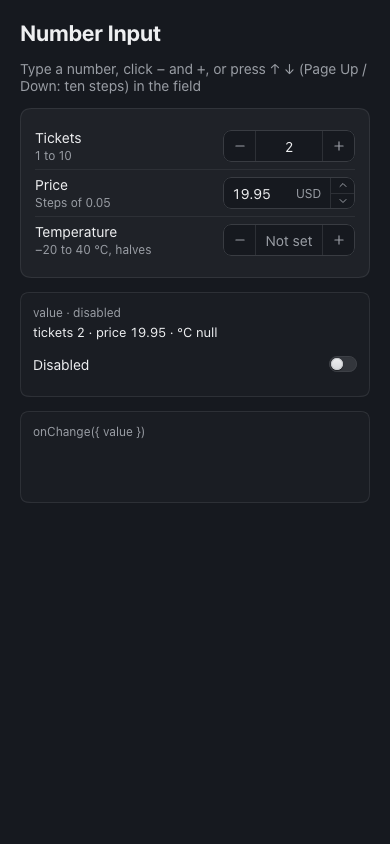 Number Input
Type a number, click − and +, or press ↑ ↓ (Page Up /
Down: ten steps) in the field
Tickets
1 to 10
− 2 +
Price
Steps of 0.05
19.95 USD
Temperature
−20 to 40 °C, halves
− Not set +
value · disabled
tickets 2 · price 19.95 · °C null
Disabled
onChange({ value })